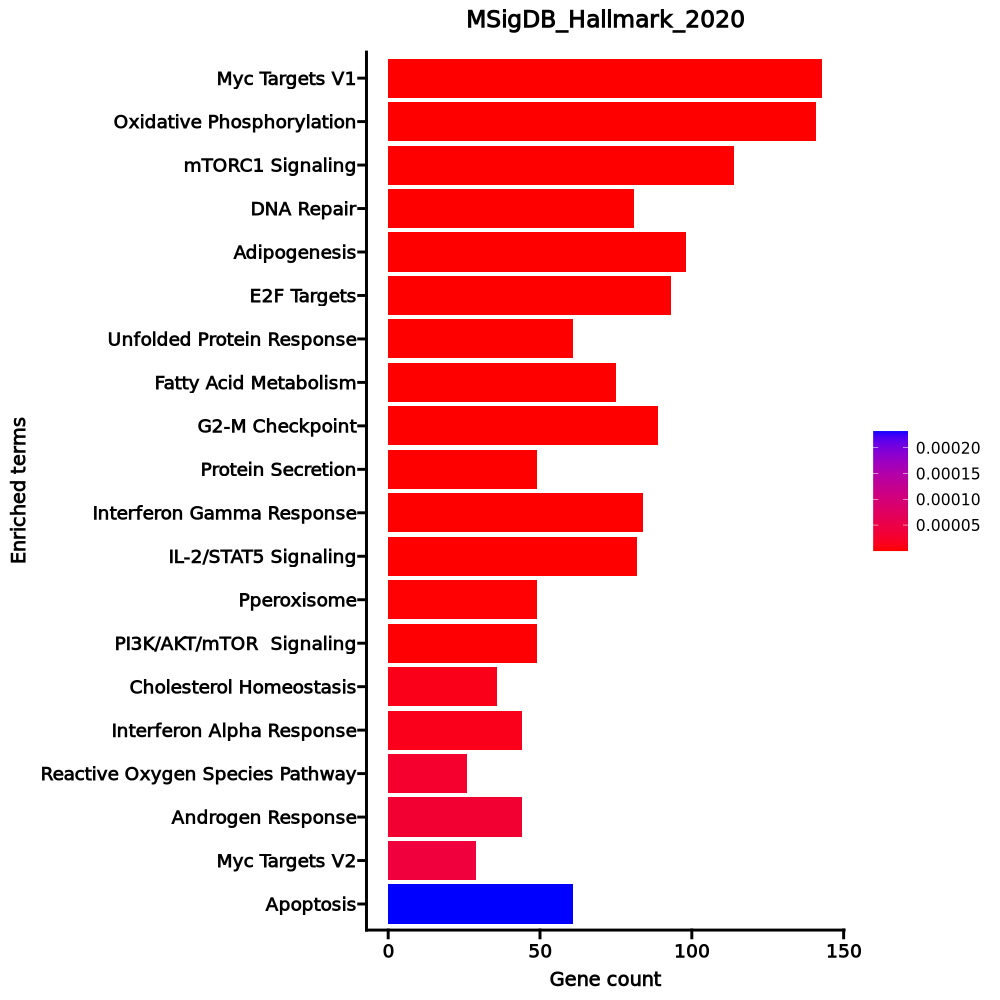 MSigDB_Hallmark_2020
Myc Targets V1
Oxidative Phosphorylation
mTORC1 Signaling
DNA Repair
Adipogenesis
E2F Targets
Unfolded Protein Response
Fatty Acid Metabolism
G2-M Checkpoint
Protein Secretion
Interferon Gamma Response
IL-2/STAT5 Signaling
Pperoxisome
PI3K/AKT/mTOR  Signaling
Cholesterol Homeostasis
Interferon Alpha Response
Reactive Oxygen Species Pathway
Androgen Response
Myc Targets V2
Apoptosis
Enriched terms
0 50 100 150
Gene count
0.00020
0.00015
0.00010
0.00005